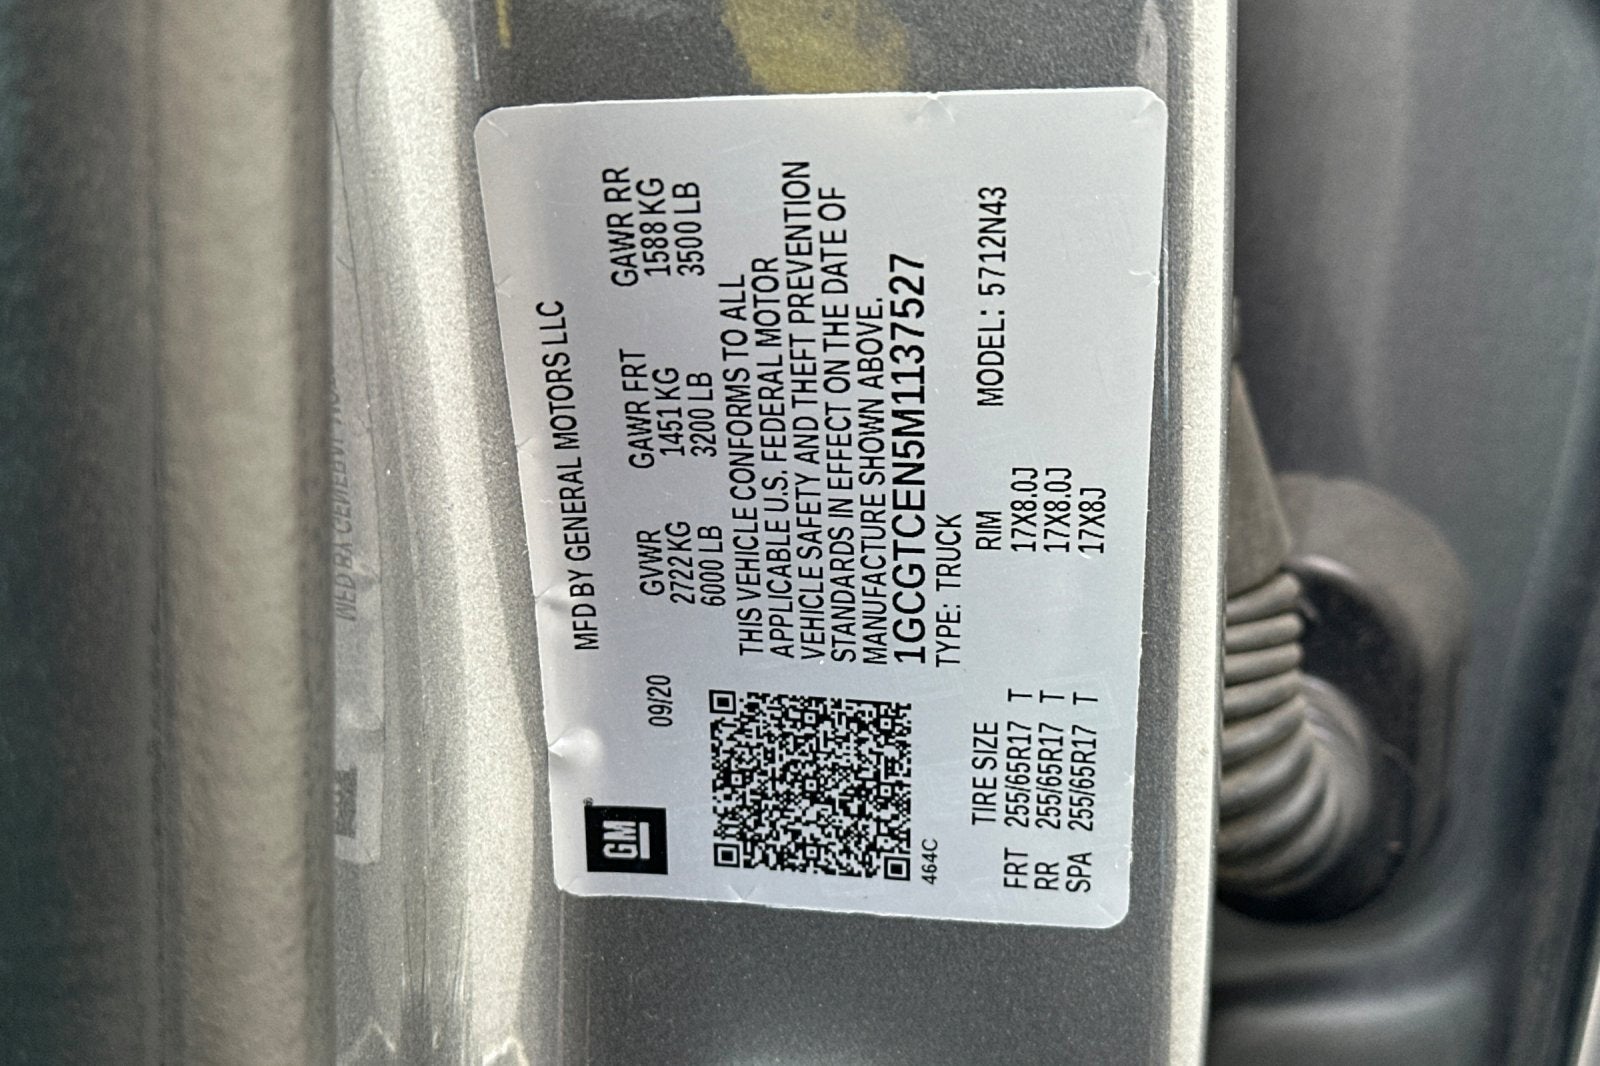 GM
MFD BY GENERAL MOTORS LLC
09/20
GVWR GAWR FRT GAWR RR
2722 KG 1451 KG 1588 KG
6000 LB 3200 LB 3500 LB
THIS VEHICLE CONFORMS TO ALL
APPLICABLE U.S. FEDERAL MOTOR
VEHICLE SAFETY AND THEFT PREVENTION
STANDARDS IN EFFECT ON THE DATE OF
MANUFACTURE SHOWN ABOVE.
1GCGTCEN5M1137527
464C
TYPE: TRUCK
TIRE SIZE RIM MODEL: 5712N43
FRT 255/65R17 T 17X8.0J
RR 255/65R17 T 17X8.0J
SPA 255/65R17 T 17X8J